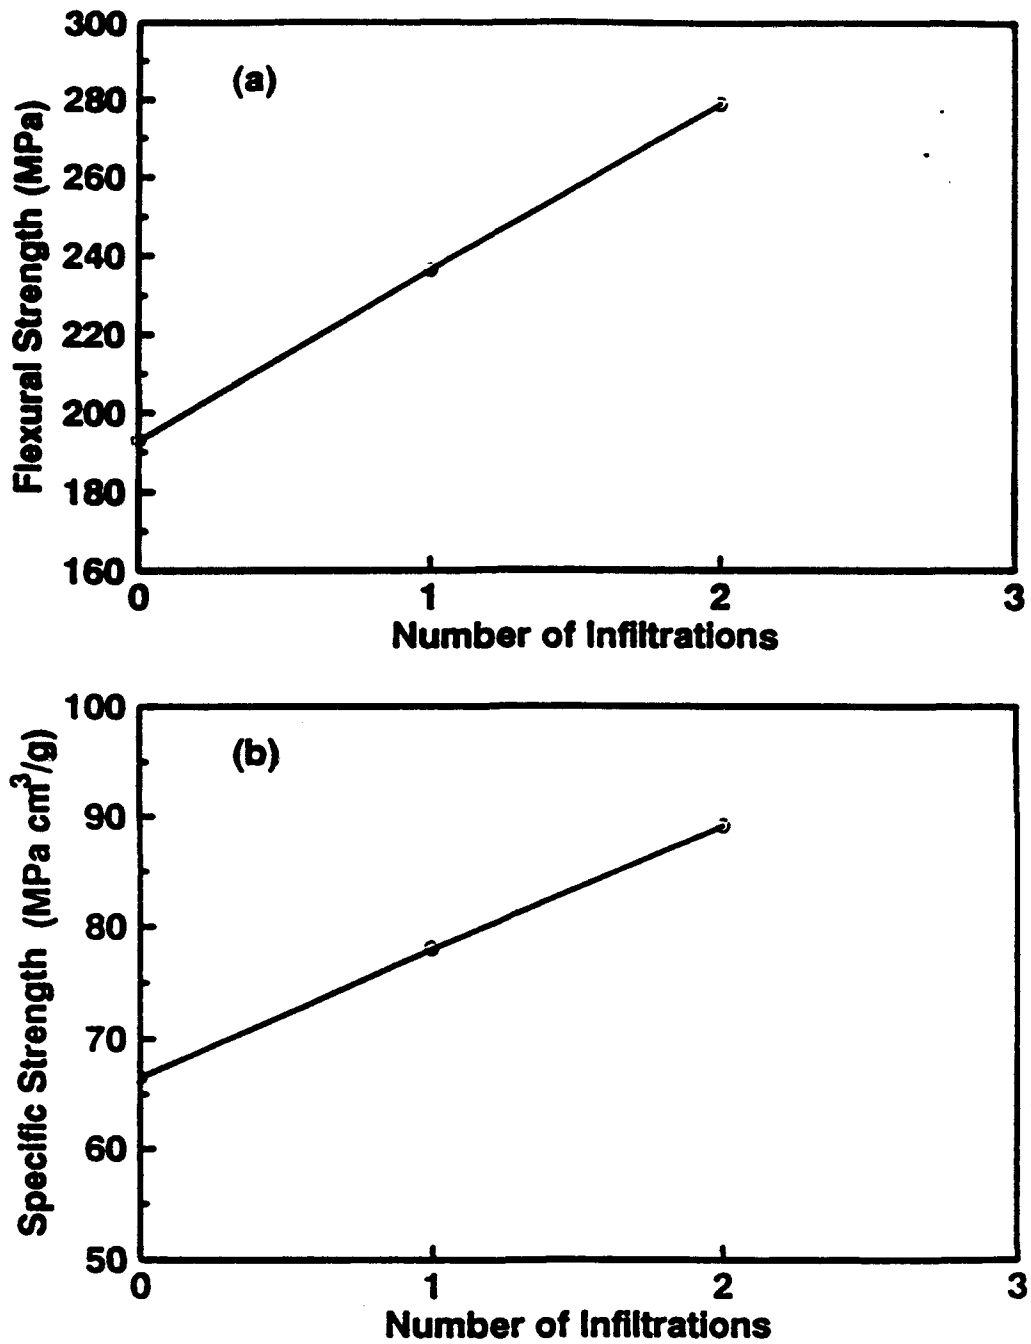 300
(a)
280
260
240
220
200
180
160
Flexural Strength (MPa)
0 1 2 3
Number of Infiltrations
100
(b)
90
80
70
60
50
Specific Strength (MPa cm³/g)
0 1 2 3
Number of Infiltrations